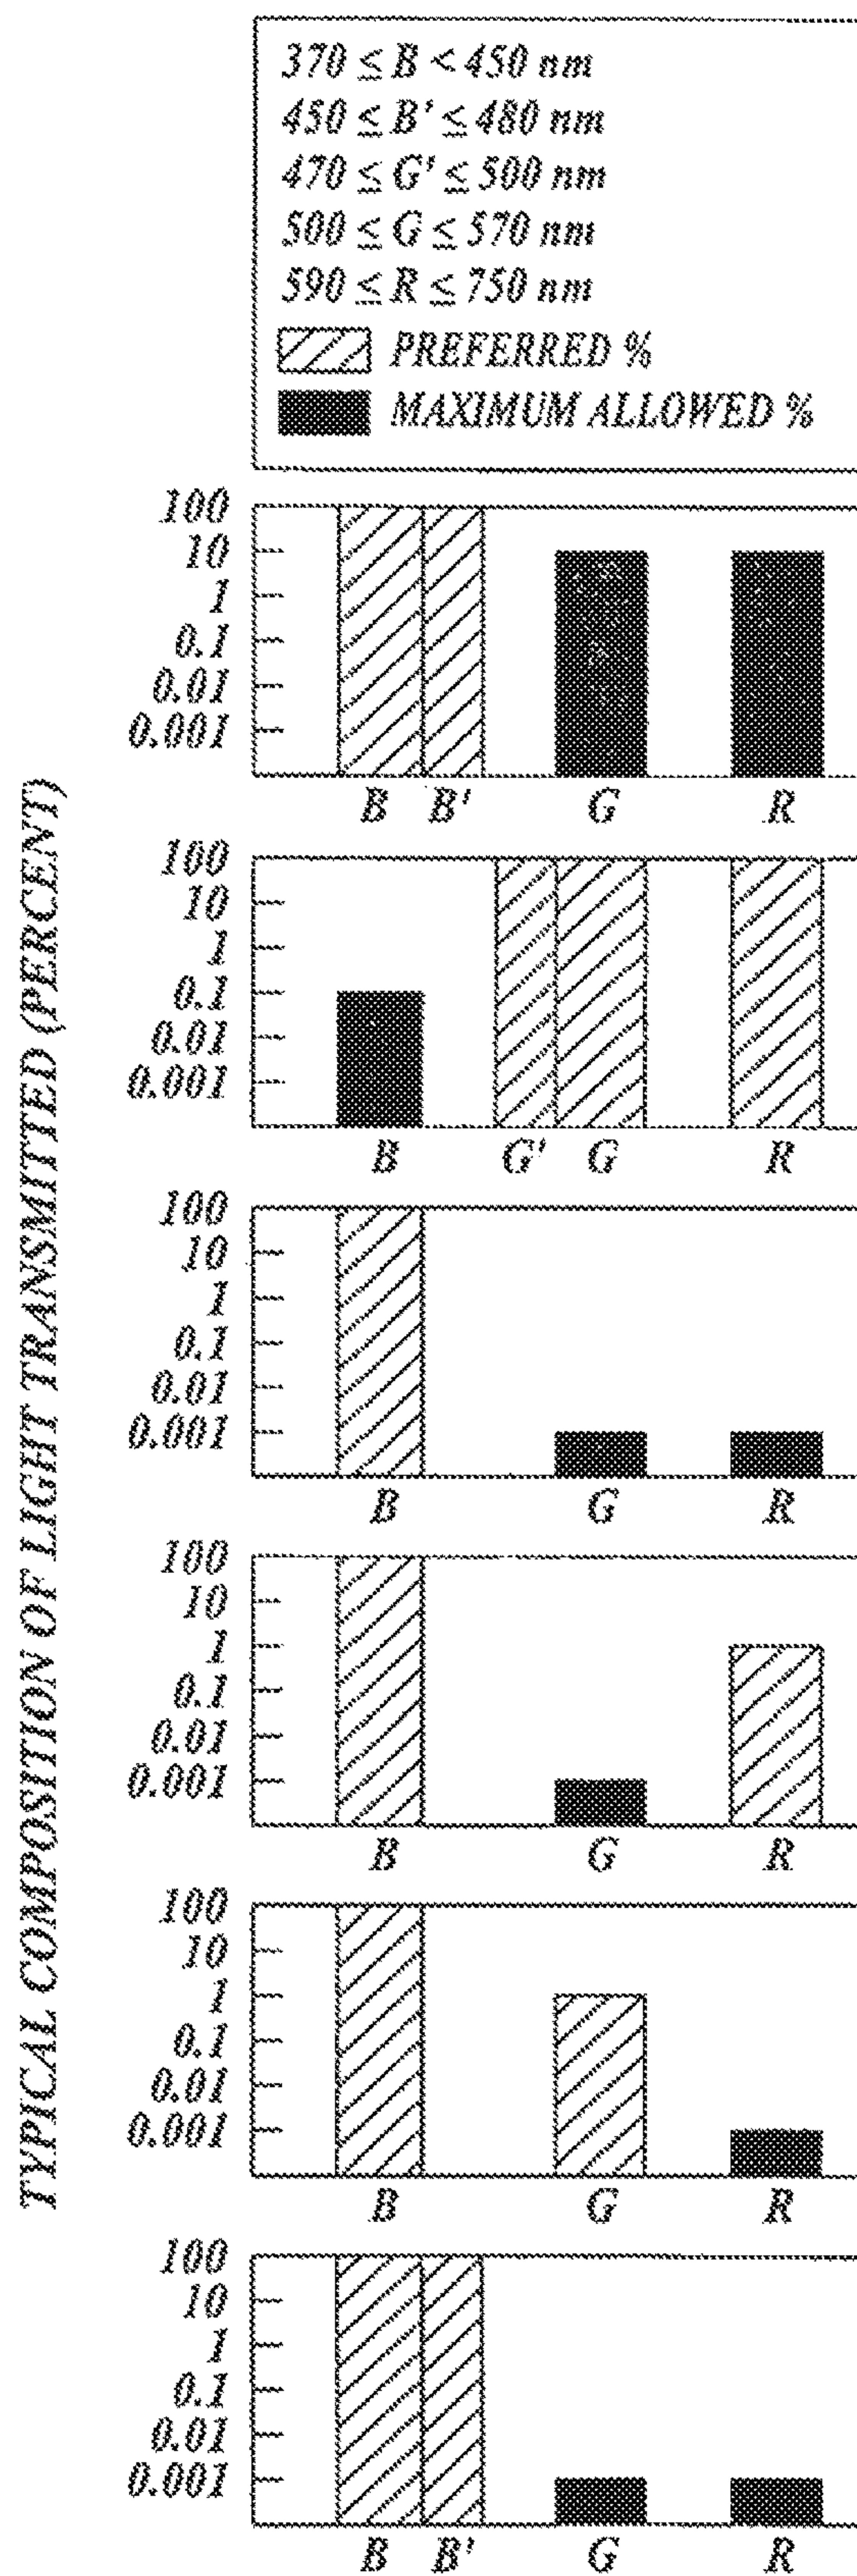 370 ≤ B < 450 nm
450 ≤ B' ≤ 480 nm
470 ≤ G' ≤ 500 nm
500 ≤ G ≤ 570 nm
590 ≤ R ≤ 750 nm
PREFERRED %
MAXIMUM ALLOWED %
TYPICAL COMPOSITION OF LIGHT TRANSMITTED (PERCENT)
100
10
1
0.1
0.01
0.001
B B' G R
100
10
1
0.1
0.01
0.001
B G' G R
100
10
1
0.1
0.01
0.001
B G R
100
10
1
0.1
0.01
0.001
B G R
100
10
1
0.1
0.01
0.001
B G R
100
10
1
0.1
0.01
0.001
B B' G R